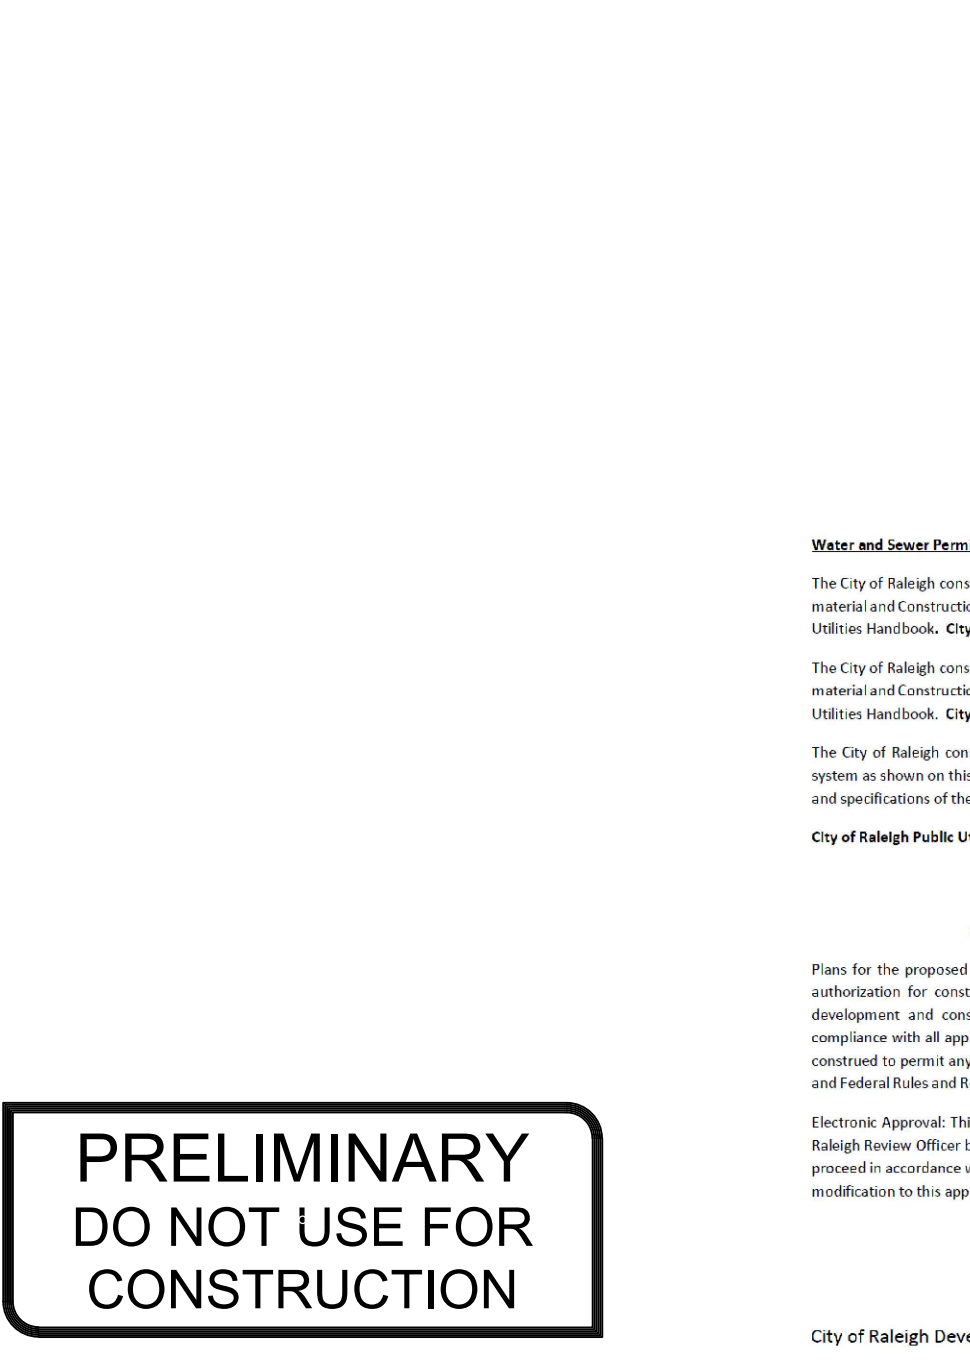 Water and Sewer Permi
The City of Raleigh cons
material and Constructio
Utilities Handbook. City
The City of Raleigh cons
material and Constructio
Utilities Handbook. City
The City of Raleigh cons
system as shown on this
and specifications of the
City of Raleigh Public Ut
Plans for the proposed
authorization for const
development and cons
compliance with all app
construed to permit any
and Federal Rules and Re
Electronic Approval: Thi
Raleigh Review Officer b
proceed in accordance w
modification to this app
City of Raleigh Deve
PRELIMINARY
DO NOT USE FOR
CONSTRUCTION